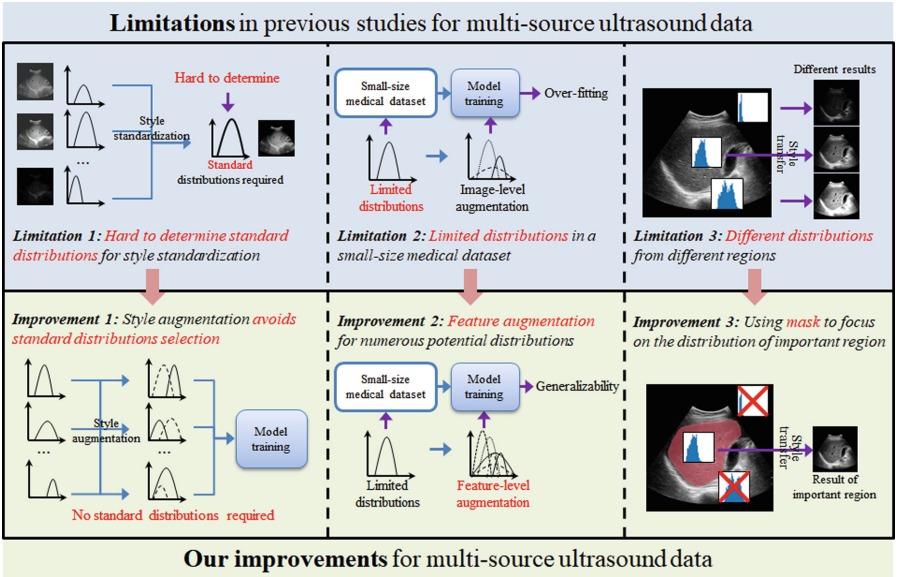 Limitations in previous studies for multi-source ultrasound data
Hard to determine
Style
standardization
...
Standard
distributions required
Limitation 1: Hard to determine standard
distributions for style standardization
Small-size
medical dataset
Model
training
Over-fitting
Limited
distributions
Image-level
augmentation
Limitation 2: Limited distributions in a
small-size medical dataset
Different results
Style
transfer
Limitation 3: Different distributions
from different regions
Improvement 1: Style augmentation avoids
standard distributions selection
Style
augmentation
...
...
Model
training
No standard distributions required
Improvement 2: Feature augmentation
for numerous potential distributions
Small-size
medical dataset
Model
training
Generalizability
Limited
distributions
Feature-level
augmentation
Improvement 3: Using mask to focus
on the distribution of important region
Style
transfer
Result of
important region
Our improvements for multi-source ultrasound data